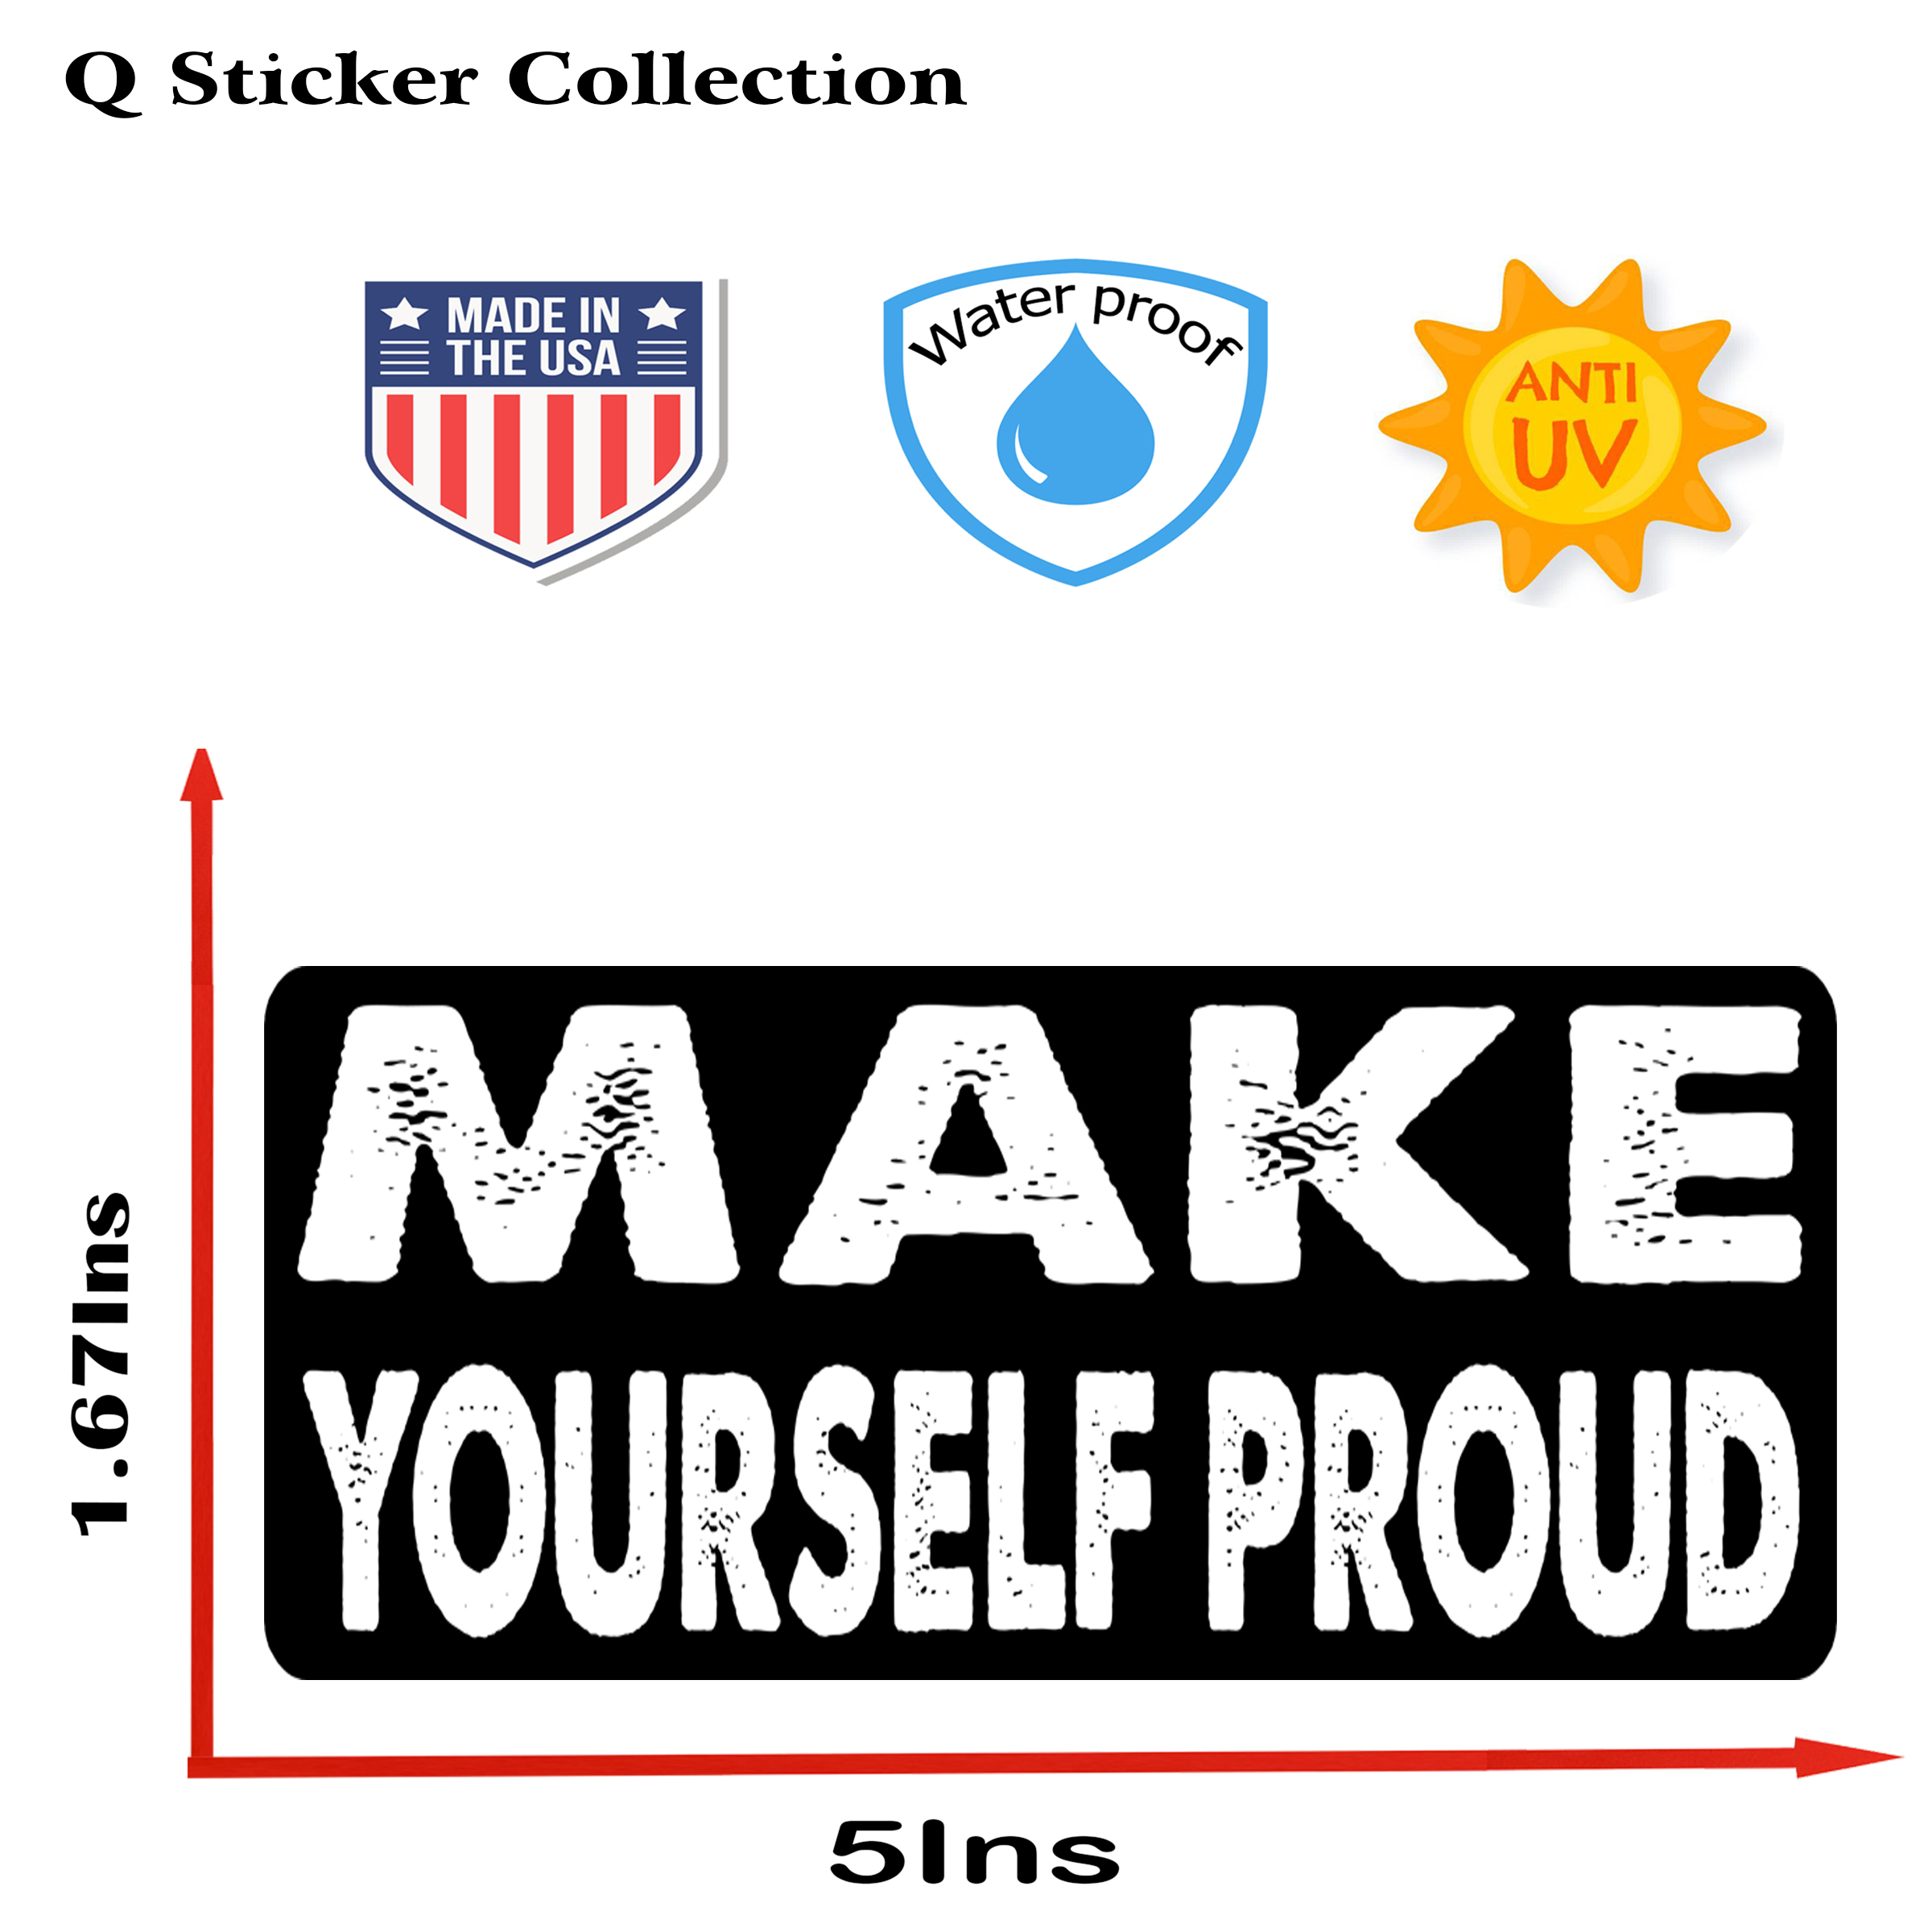 Q Sticker Collection
MADE IN
THE USA
Water proof
ANTI
UV
MAKE
YOURSELF PROUD
1.67Ins
5Ins